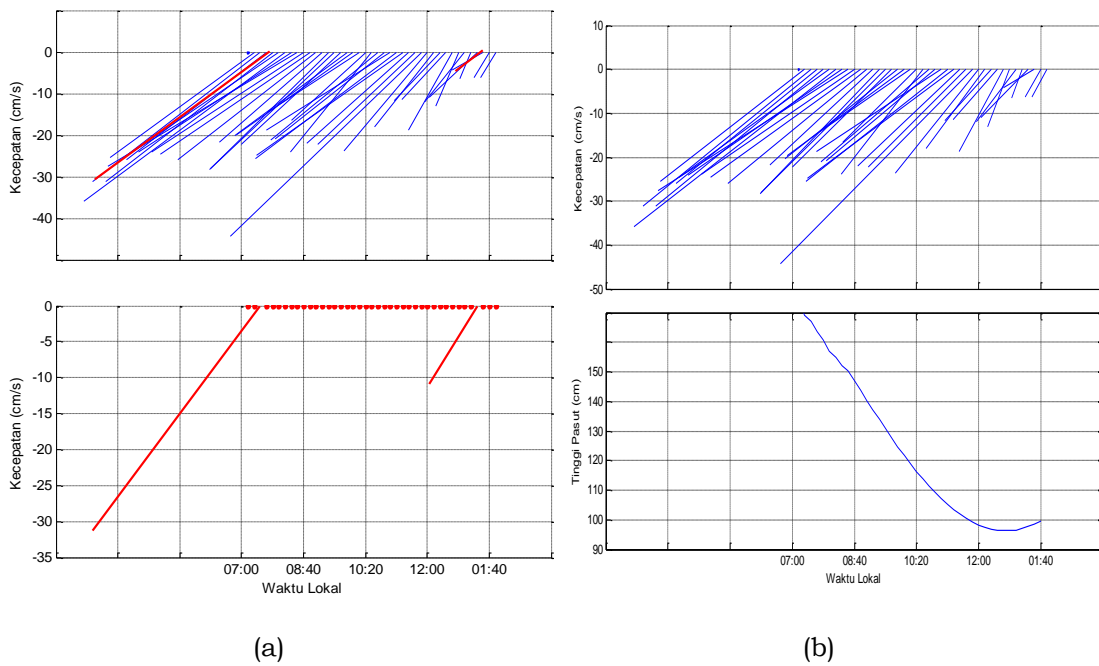 0
-10
-20
-30
-40
Kecepatan (cm/s)
0
-5
-10
-15
-20
-25
-30
-35
Kecepatan (cm/s)
07:00 08:40 10:20 12:00 01:40
Waktu Lokal
(a)
10
0
-10
-20
-30
-40
-50
Kecepatan (cm/s)
150
140
130
120
110
100
90
Tinggi Pasut (cm)
07:00 08:40 10:20 12:00 01:40
Waktu Lokal
(b)